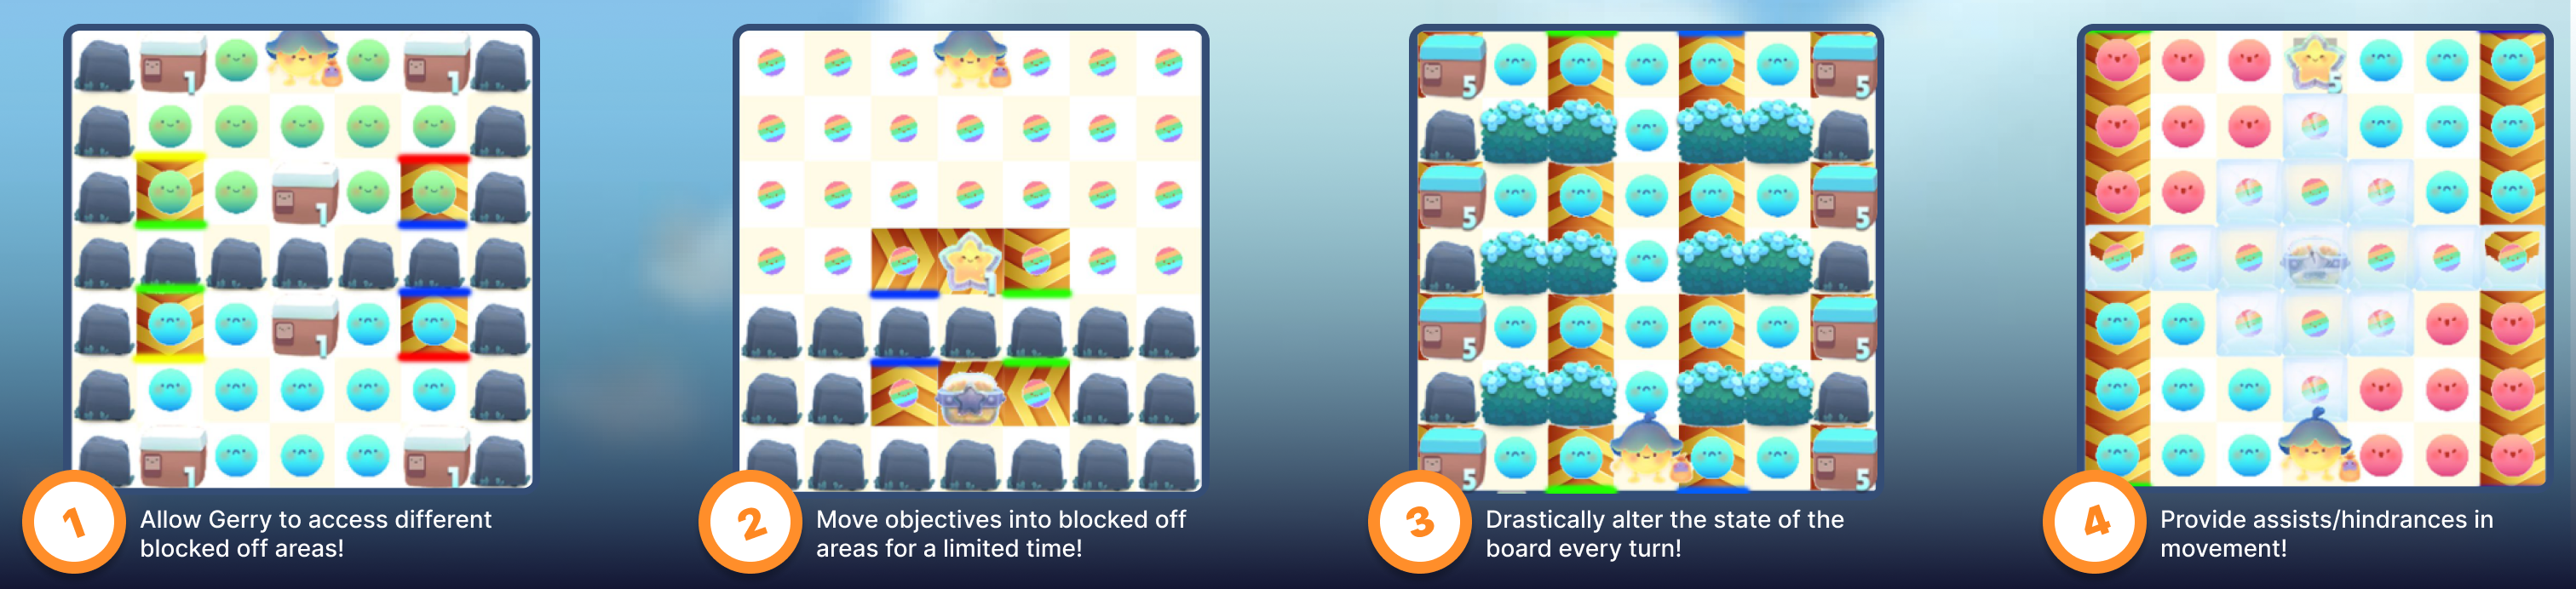 1
1
1
1
1
1
1
Allow Gerry to access different
blocked off areas!
1
2
Move objectives into blocked off
areas for a limited time!
5
5
5
5
5
5
5
5
3
Drastically alter the state of the
board every turn!
5
4
Provide assists/hindrances in
movement!